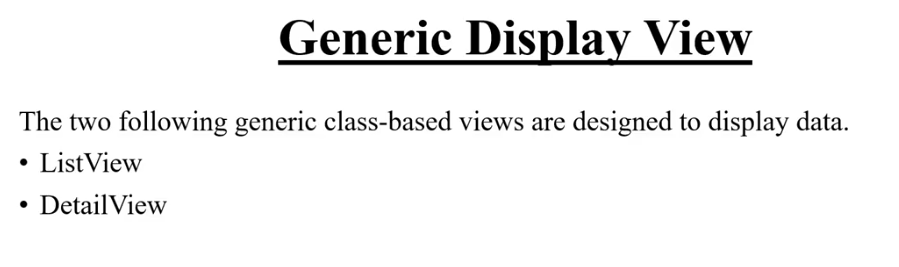 Generic Display View
The two following generic class-based views are designed to display data.
• ListView
• DetailView